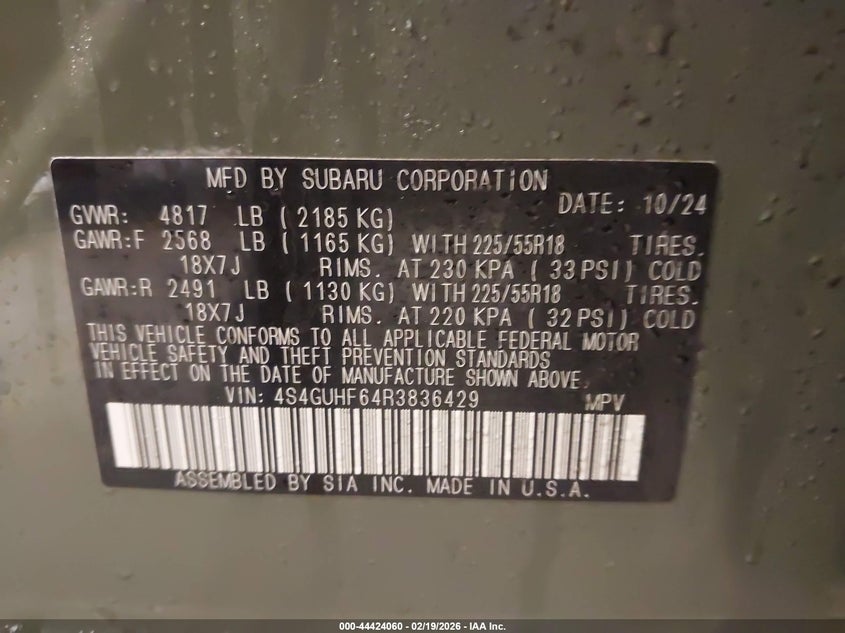 MFD BY SUBARU CORPORATION
DATE: 10/24
GVWR: 4817 LB ( 2185 KG)
GAWR:F 2568 LB ( 1165 KG) WITH 225/55R18 TIRES.
18X7J RIMS. AT 230 KPA ( 33 PSI) COLD
GAWR:R 2491 LB ( 1130 KG) WITH 225/55R18 TIRES.
18X7J RIMS. AT 220 KPA ( 32 PSI) COLD
THIS VEHICLE CONFORMS TO ALL APPLICABLE FEDERAL MOTOR
VEHICLE SAFETY AND THEFT PREVENTION STANDARDS
IN EFFECT ON THE DATE OF MANUFACTURE SHOWN ABOVE.
VIN: 4S4GUHF64R3836429 MPV
ASSEMBLED BY SIA INC. MADE IN U.S.A.
000-44424060 - 02/19/2026 - IAA Inc.